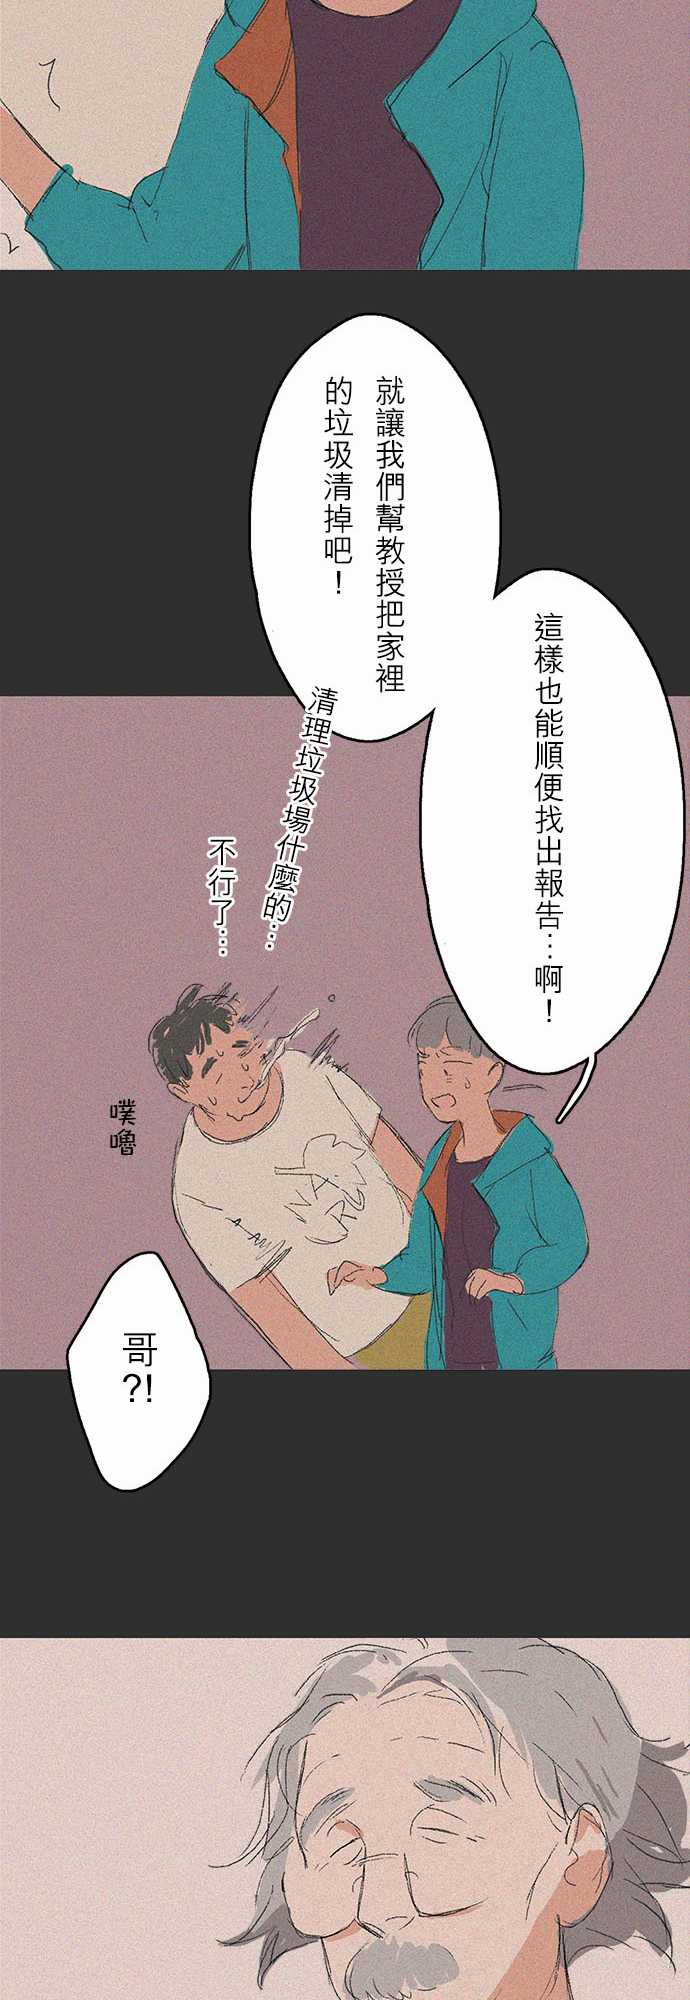 就讓我們幫教授把家裡
的垃圾清掉吧！
這樣也能順便找出報告…啊！
清理垃圾場什麼的…
不行了…
噗嚕
哥
?!